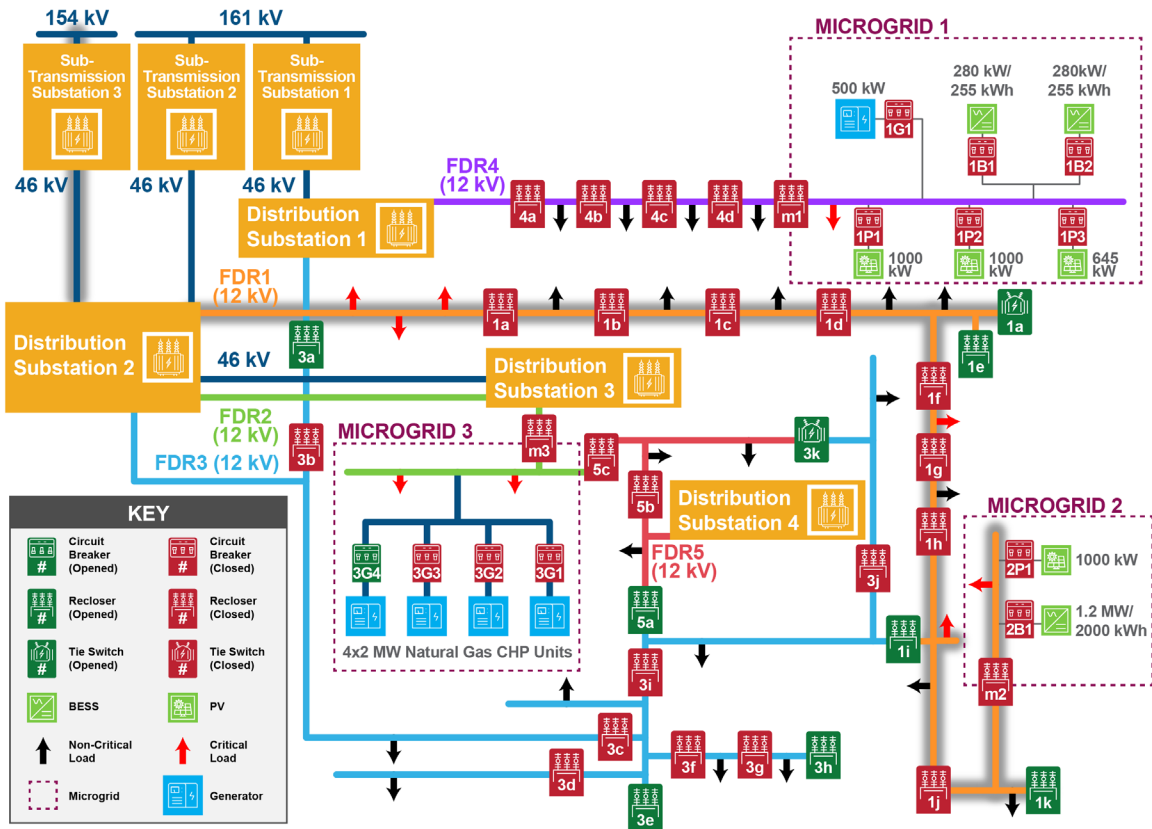 154 kV
161 kV
Sub-
Transmission
Substation 3
Sub-
Transmission
Substation 2
Sub-
Transmission
Substation 1
46 kV
46 kV
46 kV
MICROGRID 1
500 kW
1G1
280 kW/
255 kWh
280kW/
255 kWh
1B1
1B2
FDR4
(12 kV)
4a
4b
4c
4d
m1
1P1
1P2
1P3
1000
kW
1000
kW
645
kW
Distribution
Substation 1
FDR1
(12 kV)
1a
1b
1c
1d
1a
1e
3a
Distribution
Substation 2
46 kV
Distribution
Substation 3
FDR2
(12 kV)
FDR3 (12 kV)
3b
MICROGRID 3
m3
5c
3k
1f
1g
1h
5b
Distribution
Substation 4
FDR5
(12 kV)
3G4
3G3
3G2
3G1
4x2 MW Natural Gas CHP Units
5a
3j
1i
MICROGRID 2
2P1
1000 kW
2B1
1.2 MW/
2000 kWh
m2
3i
3c
3d
3f
3g
3h
3e
1j
1k
KEY
Circuit
Breaker
(Opened)
#
Circuit
Breaker
(Closed)
#
Recloser
(Opened)
#
Recloser
(Closed)
#
Tie Switch
(Opened)
#
Tie Switch
(Closed)
#
BESS
PV
Non-Critical
Load
Critical
Load
Microgrid
Generator